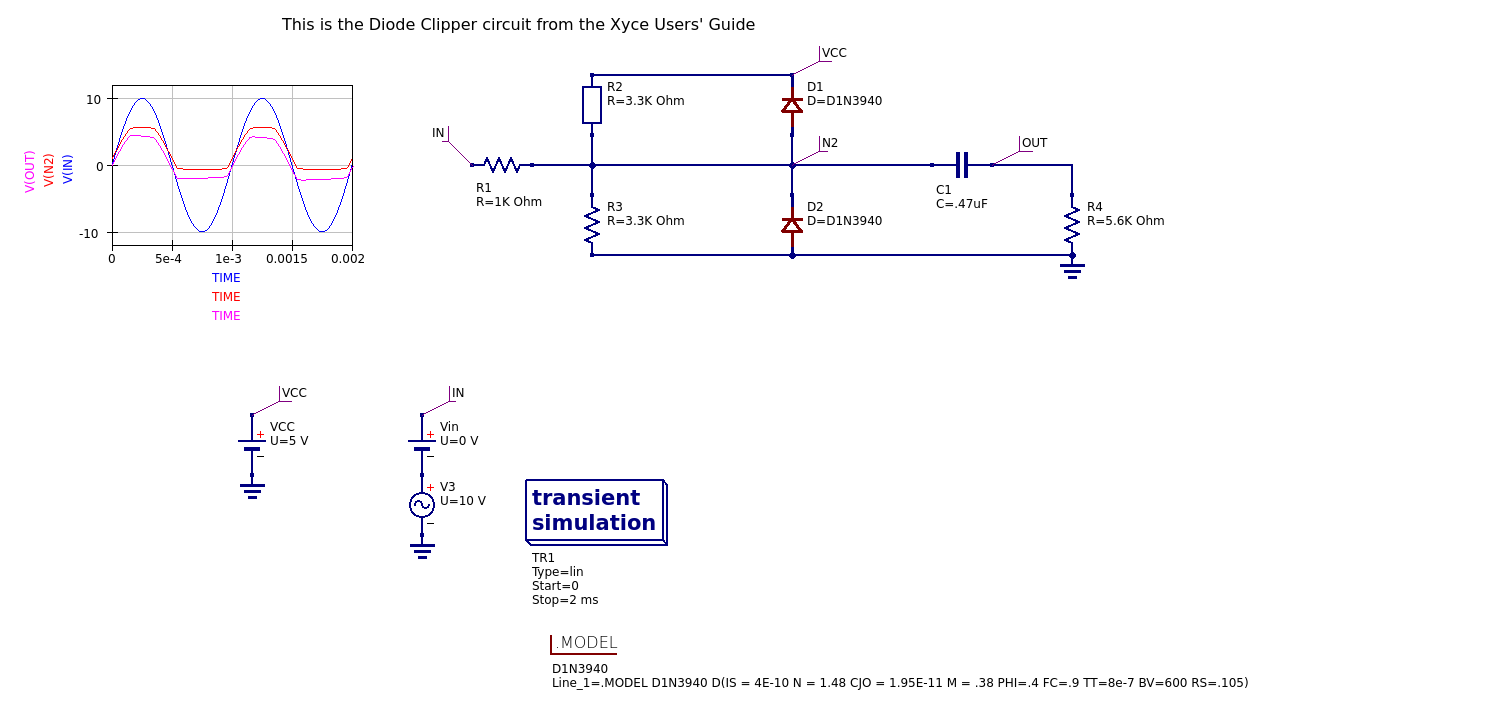 This is the Diode Clipper circuit from the Xyce Users' Guide
V(OUT)
V(N2)
V(IN)
10
0
-10
0
5e-4
1e-3
0.0015
0.002
TIME
TIME
TIME
IN
R1
R=1K Ohm
R2
R=3.3K Ohm
R3
R=3.3K Ohm
VCC
D1
D=D1N3940
N2
D2
D=D1N3940
C1
C=.47uF
OUT
R4
R=5.6K Ohm
VCC
VCC
U=5 V
+
−
IN
Vin
U=0 V
+
−
V3
U=10 V
+
−
transient
simulation
TR1
Type=lin
Start=0
Stop=2 ms
.MODEL
D1N3940
Line_1=.MODEL D1N3940 D(IS = 4E-10 N = 1.48 CJO = 1.95E-11 M = .38 PHI=.4 FC=.9 TT=8e-7 BV=600 RS=.105)